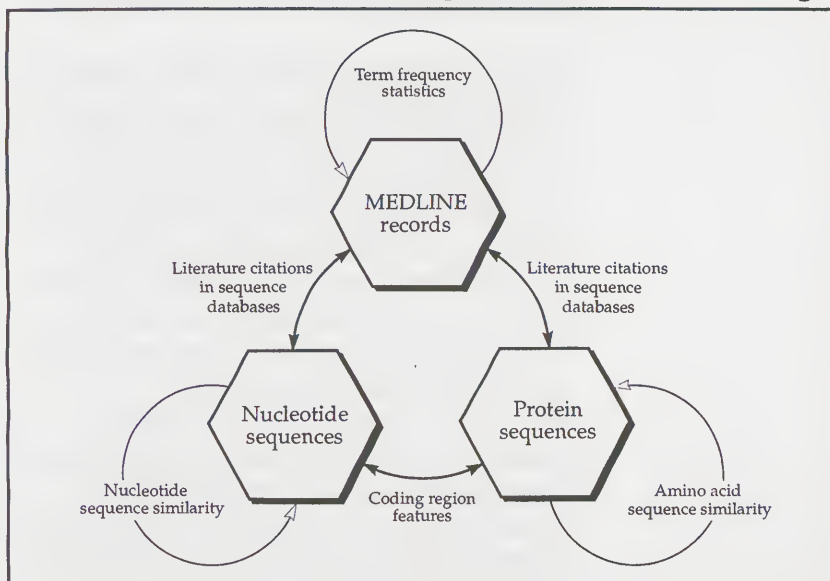 Term frequency
statistics
MEDLINE
records
Literature citations
in sequence
databases
Literature citations
in sequence
databases
Nucleotide
sequences
Protein
sequences
Nucleotide
sequence similarity
Coding region
features
Amino acid
sequence similarity